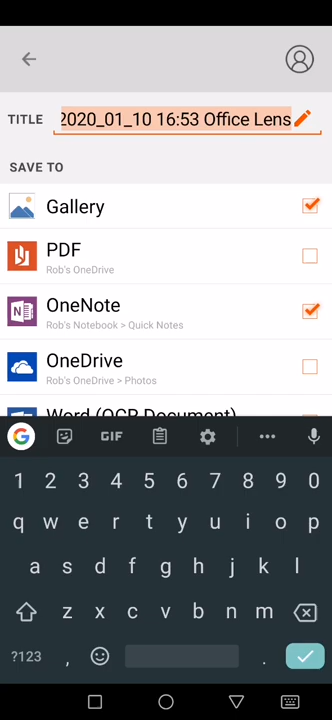 TITLE 2020_01_10 16:53 Office Lens
SAVE TO
Gallery
PDF
Rob's OneDrive
OneNote
Rob's Notebook > Quick Notes
OneDrive
Rob's OneDrive > Photos
Word (OCR Document)
G GIF
1 2 3 4 5 6 7 8 9 0
q w e r t y u i o p
a s d f g h j k l
z x c v b n m
?123 , .